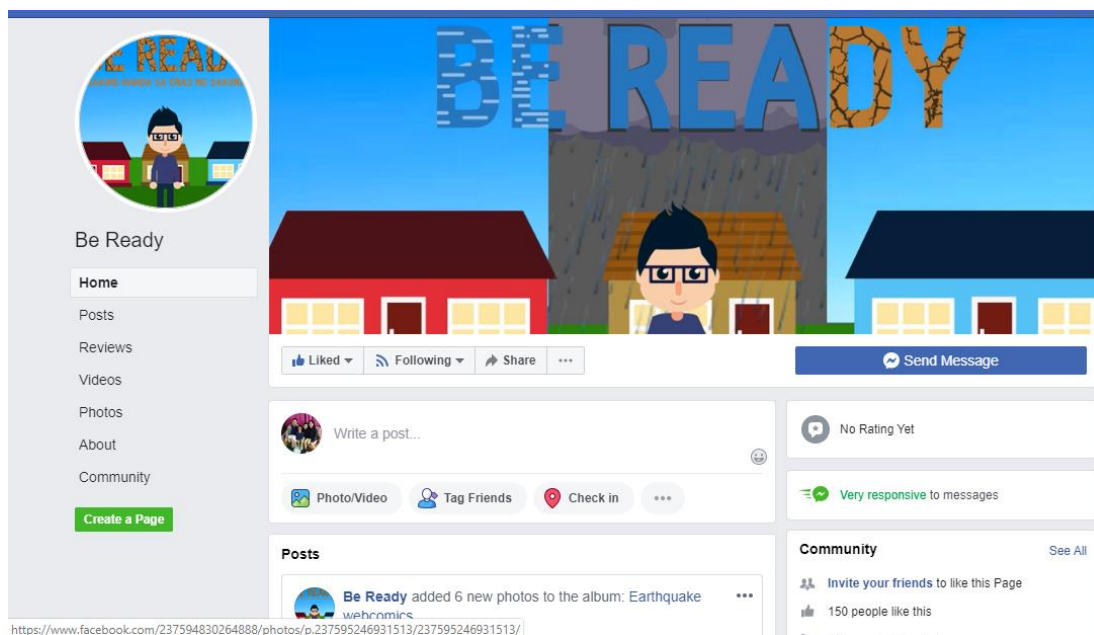 BE READY
BE READY
Be Ready
Home
Posts
Reviews
Videos
Photos
About
Community
Create a Page
Liked
Following
Share
Send Message
Write a post...
Photo/Video
Tag Friends
Check in
Posts
Be Ready added 6 new photos to the album: Earthquake
webcomics
No Rating Yet
Very responsive to messages
Community
See All
Invite your friends to like this Page
150 people like this
https://www.facebook.com/237594830264888/photos/p.237595246931513/237595246931513/